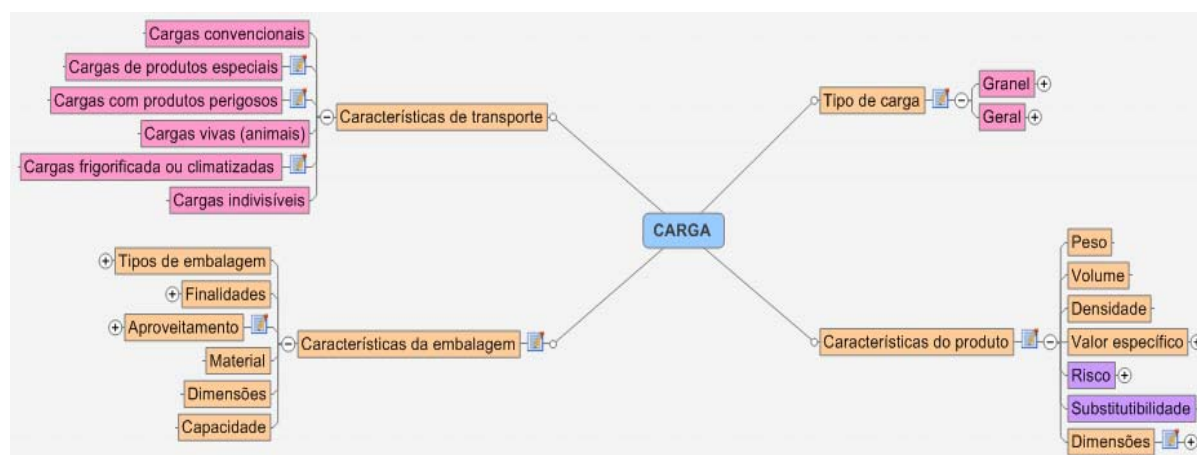 Cargas convencionais
Cargas de produtos especiais
Cargas com produtos perigosos
Cargas vivas (animais)
Cargas frigorificada ou climatizadas
Cargas indivisíveis
Características de transporte
Tipo de carga
Granel
Geral
CARGA
Tipos de embalagem
Finalidades
Aproveitamento
Material
Dimensões
Capacidade
Características da embalagem
Características do produto
Peso
Volume
Densidade
Valor específico
Risco
Substitutibilidade
Dimensões